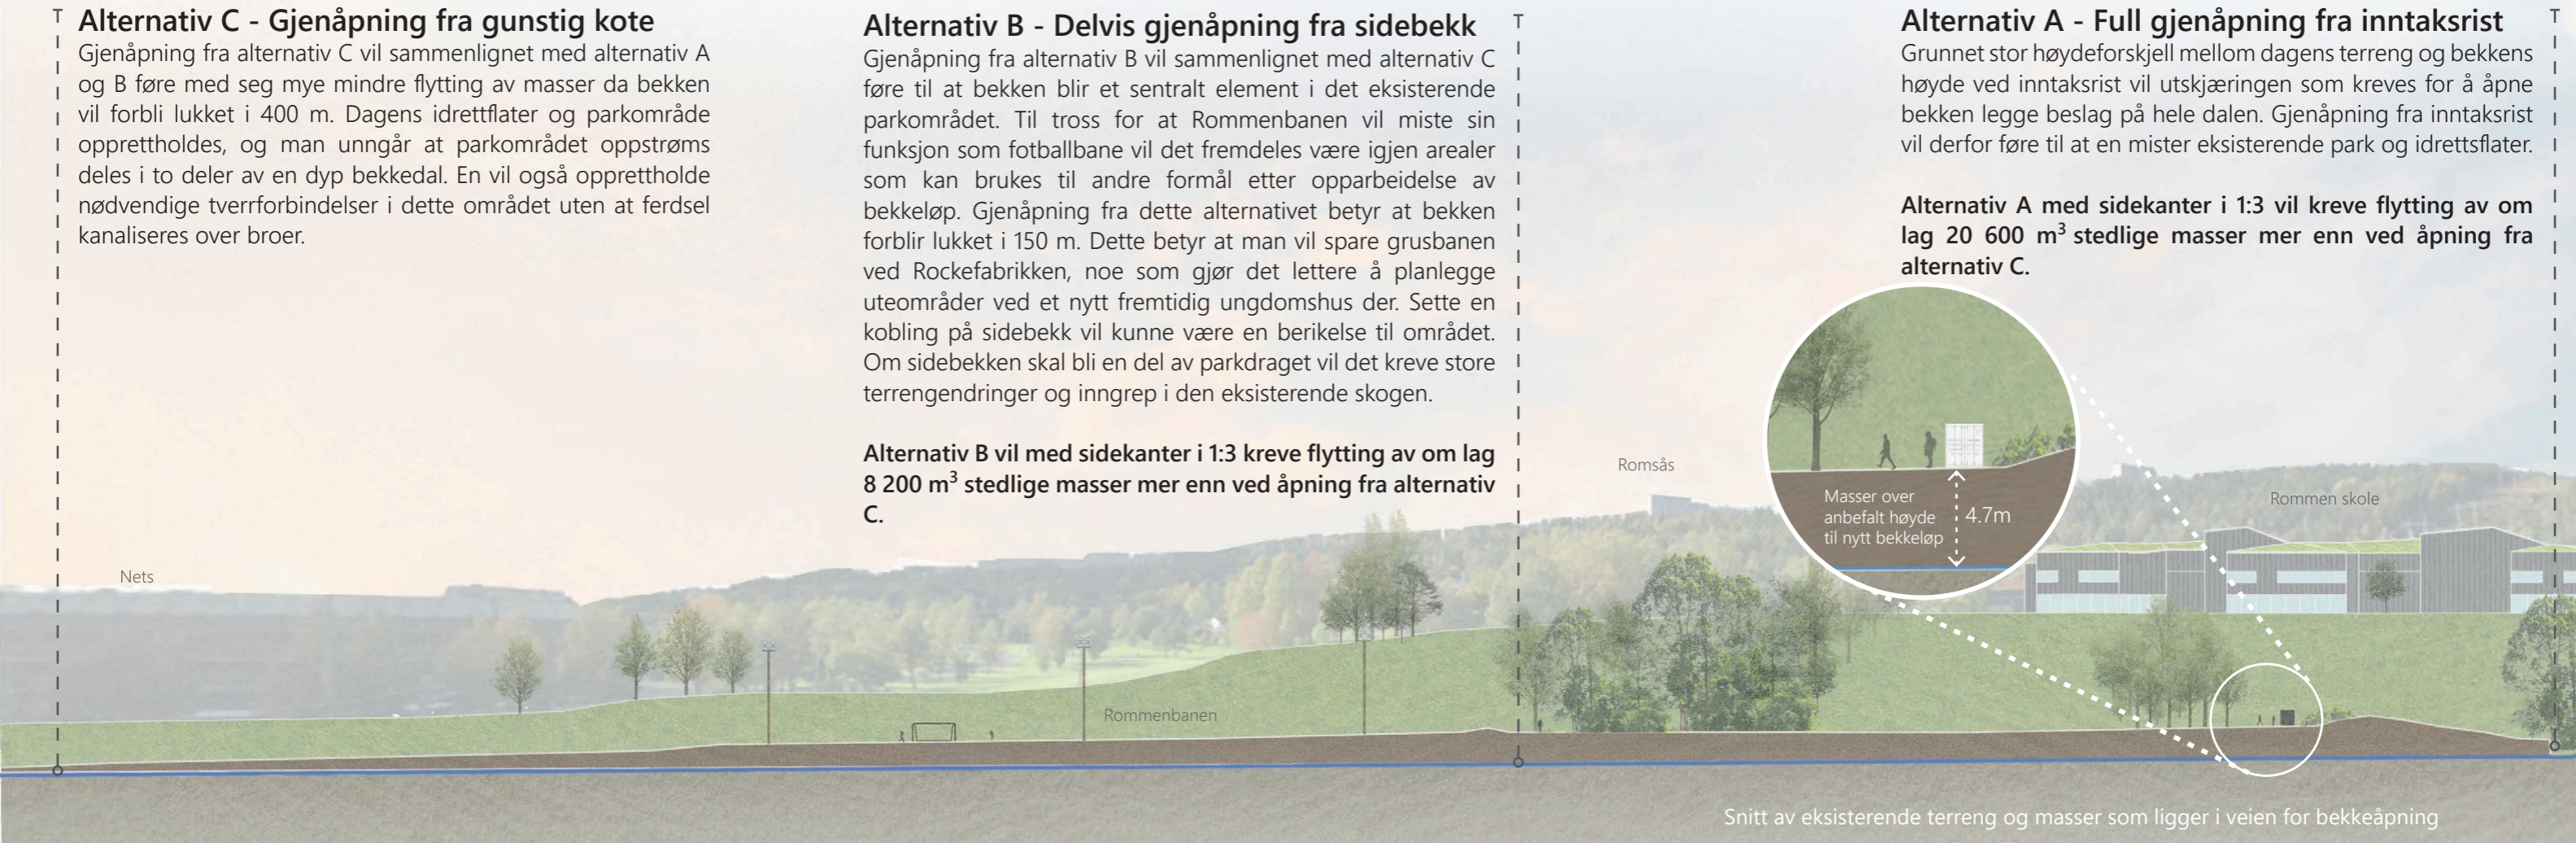 Alternativ C - Gjenåpning fra gunstig kote
Gjenåpning fra alternativ C vil sammenlignet med alternativ A
og B føre med seg mye mindre flytting av masser da bekken
vil forbli lukket i 400 m. Dagens idrettflater og parkområde
opprettholdes, og man unngår at parkområdet oppstrøms
deles i to deler av en dyp bekkedal. En vil også opprettholde
nødvendige tverrforbindelser i dette området uten at ferdsel
kanaliseres over broer.
Alternativ B - Delvis gjenåpning fra sidebekk
Gjenåpning fra alternativ B vil sammenlignet med alternativ C
føre til at bekken blir et sentralt element i det eksisterende
parkområdet. Til tross for at Rommenbanen vil miste sin
funksjon som fotballbane vil det fremdeles være igjen arealer
som kan brukes til andre formål etter opparbeidelse av
bekkeløp. Gjenåpning fra dette alternativet betyr at bekken
forblir lukket i 150 m. Dette betyr at man vil spare grusbanen
ved Rockefabrikken, noe som gjør det lettere å planlegge
uteområder ved et nytt fremtidig ungdomshus der. Sette en
kobling på sidebekk vil kunne være en berikelse til området.
Om sidebekken skal bli en del av parkdraget vil det kreve store
terrengendringer og inngrep i den eksisterende skogen.
Alternativ B vil med sidekanter i 1:3 kreve flytting av om lag
8 200 m³ stedlige masser mer enn ved åpning fra alternativ
C.
Alternativ A - Full gjenåpning fra inntaksrist
Grunnet stor høydeforskjell mellom dagens terreng og bekkens
høyde ved inntaksrist vil utskjæringen som kreves for å åpne
bekken legge beslag på hele dalen. Gjenåpning fra inntaksrist
vil derfor føre til at en mister eksisterende park og idrettsflater.
Alternativ A med sidekanter i 1:3 vil kreve flytting av om
lag 20 600 m³ stedlige masser mer enn ved åpning fra
alternativ C.
Romsås
Rommen skole
Masser over
anbefalt høyde
til nytt bekkeløp
4.7m
Nets
Rommenbanen
Snitt av eksisterende terreng og masser som ligger i veien for bekkeåpning